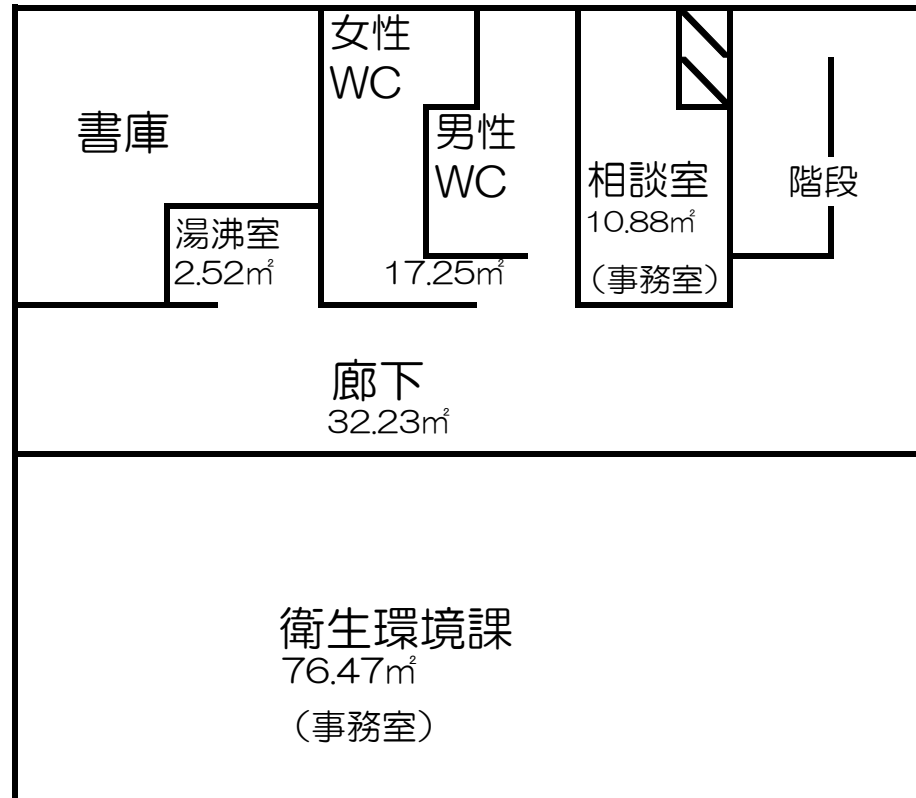 書庫
湯沸室
2.52㎡
女性
WC
男性
WC
17.25㎡
相談室
10.88㎡
（事務室）
階段
廊下
32.23㎡
衛生環境課
76.47㎡
（事務室）